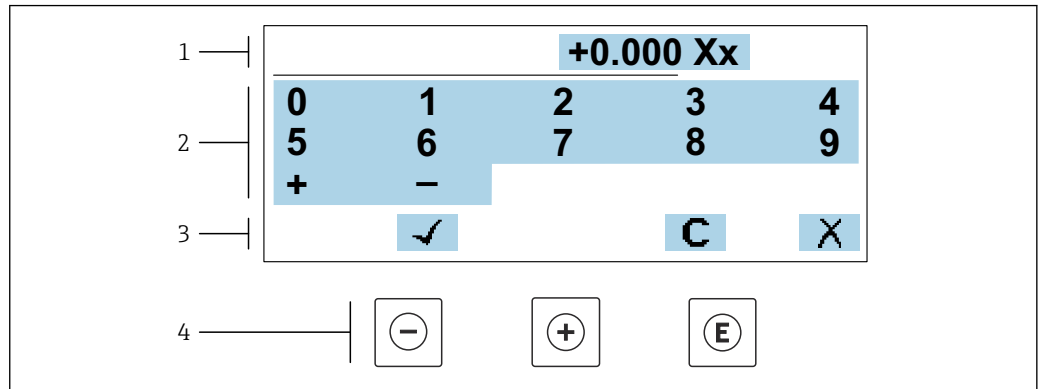 1 +0.000 Xx
0 1 2 3 4
2 5 6 7 8 9
+ −
3 ✓ C X
4 − + E